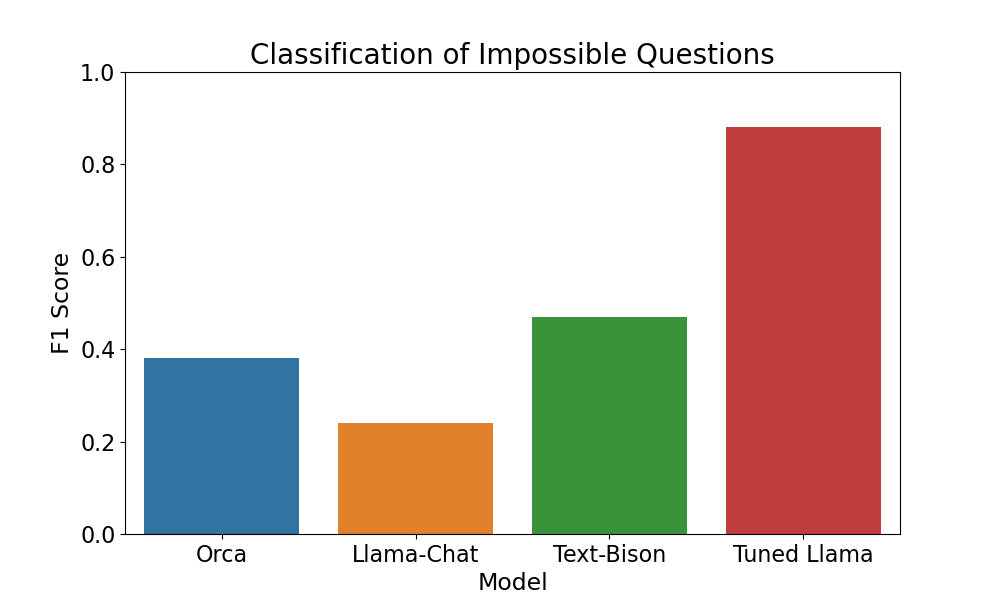 Classification of Impossible Questions
1.0
0.8
0.6
0.4
0.2
0.0
F1 Score
Orca
Llama-Chat
Text-Bison
Tuned Llama
Model